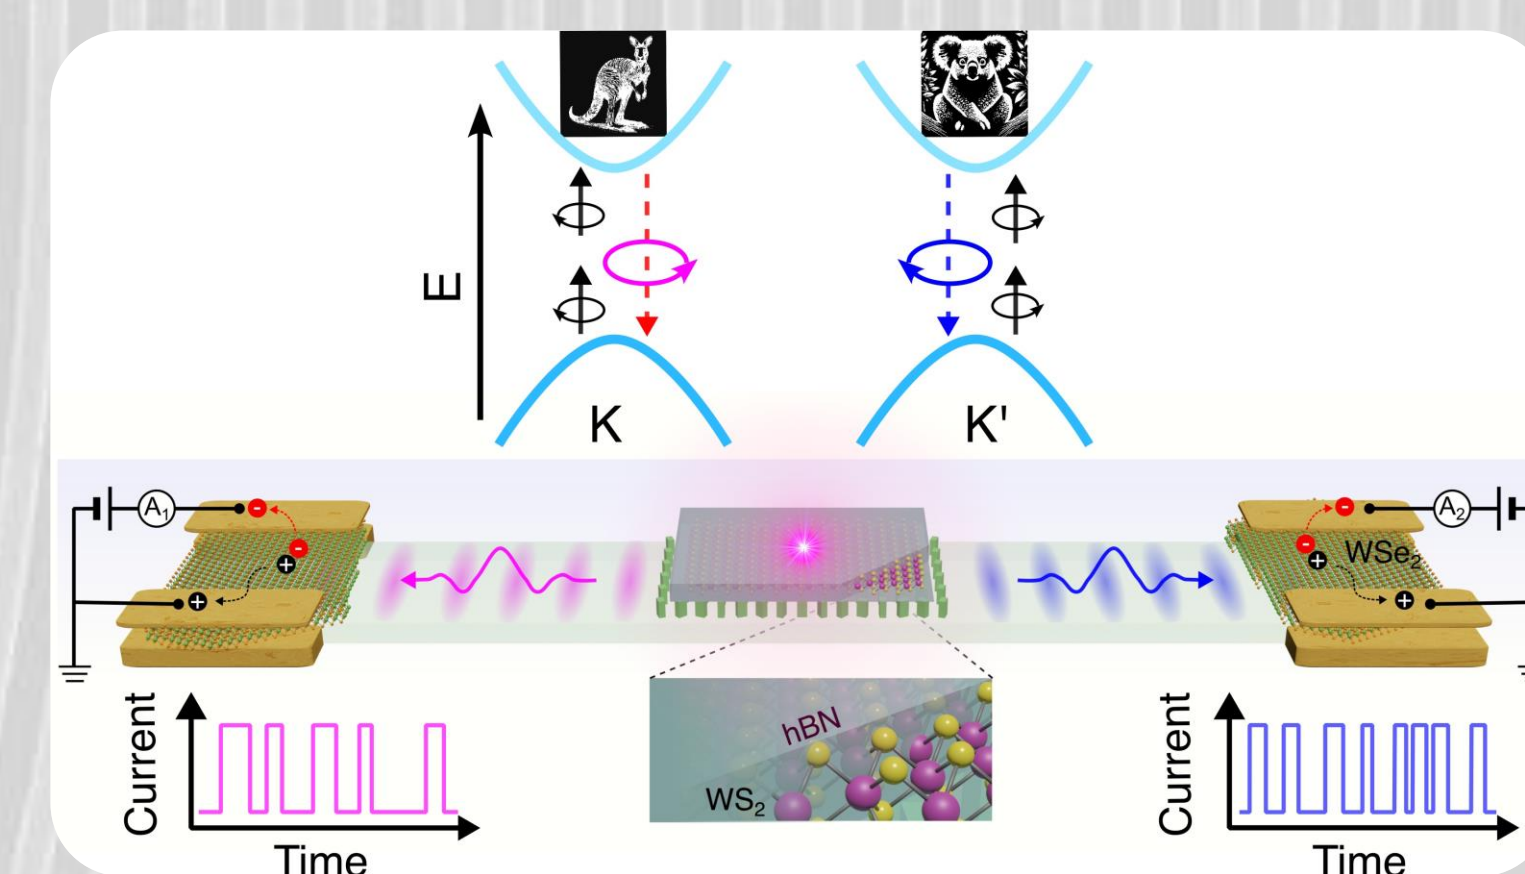 E
K
K'
A₁
-
-
+
+
A₂
-
-
+
WSe₂
+
hBN
WS₂
Current
Time
Current
Time